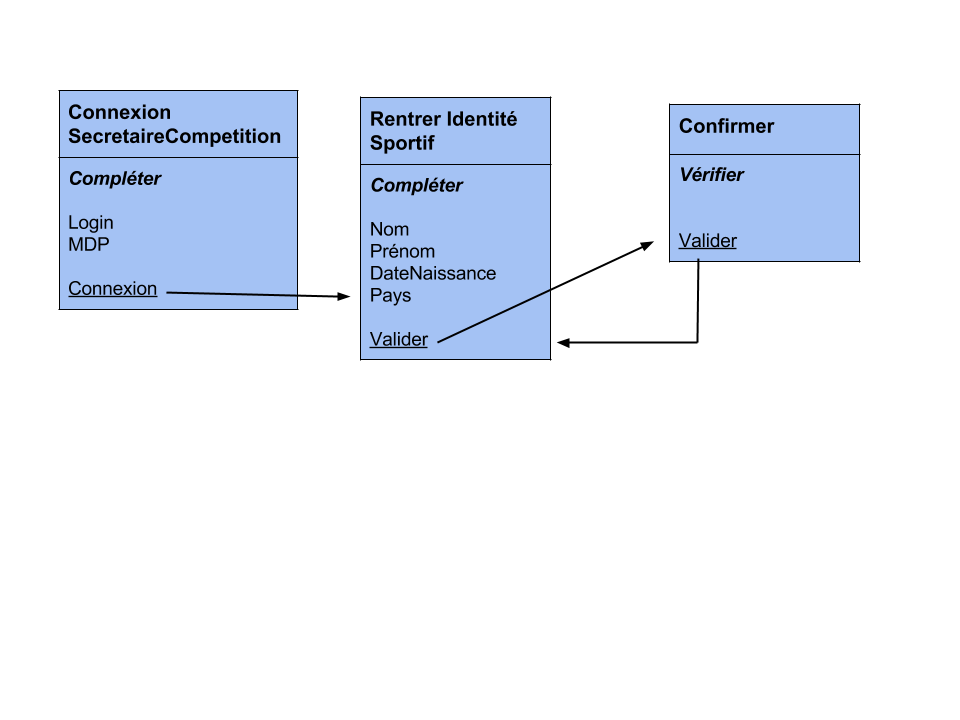 Connexion
SecretaireCompetition
Compléter
Login
MDP
Connexion
Rentrer Identité
Sportif
Compléter
Nom
Prénom
DateNaissance
Pays
Valider
Confirmer
Vérifier
Valider